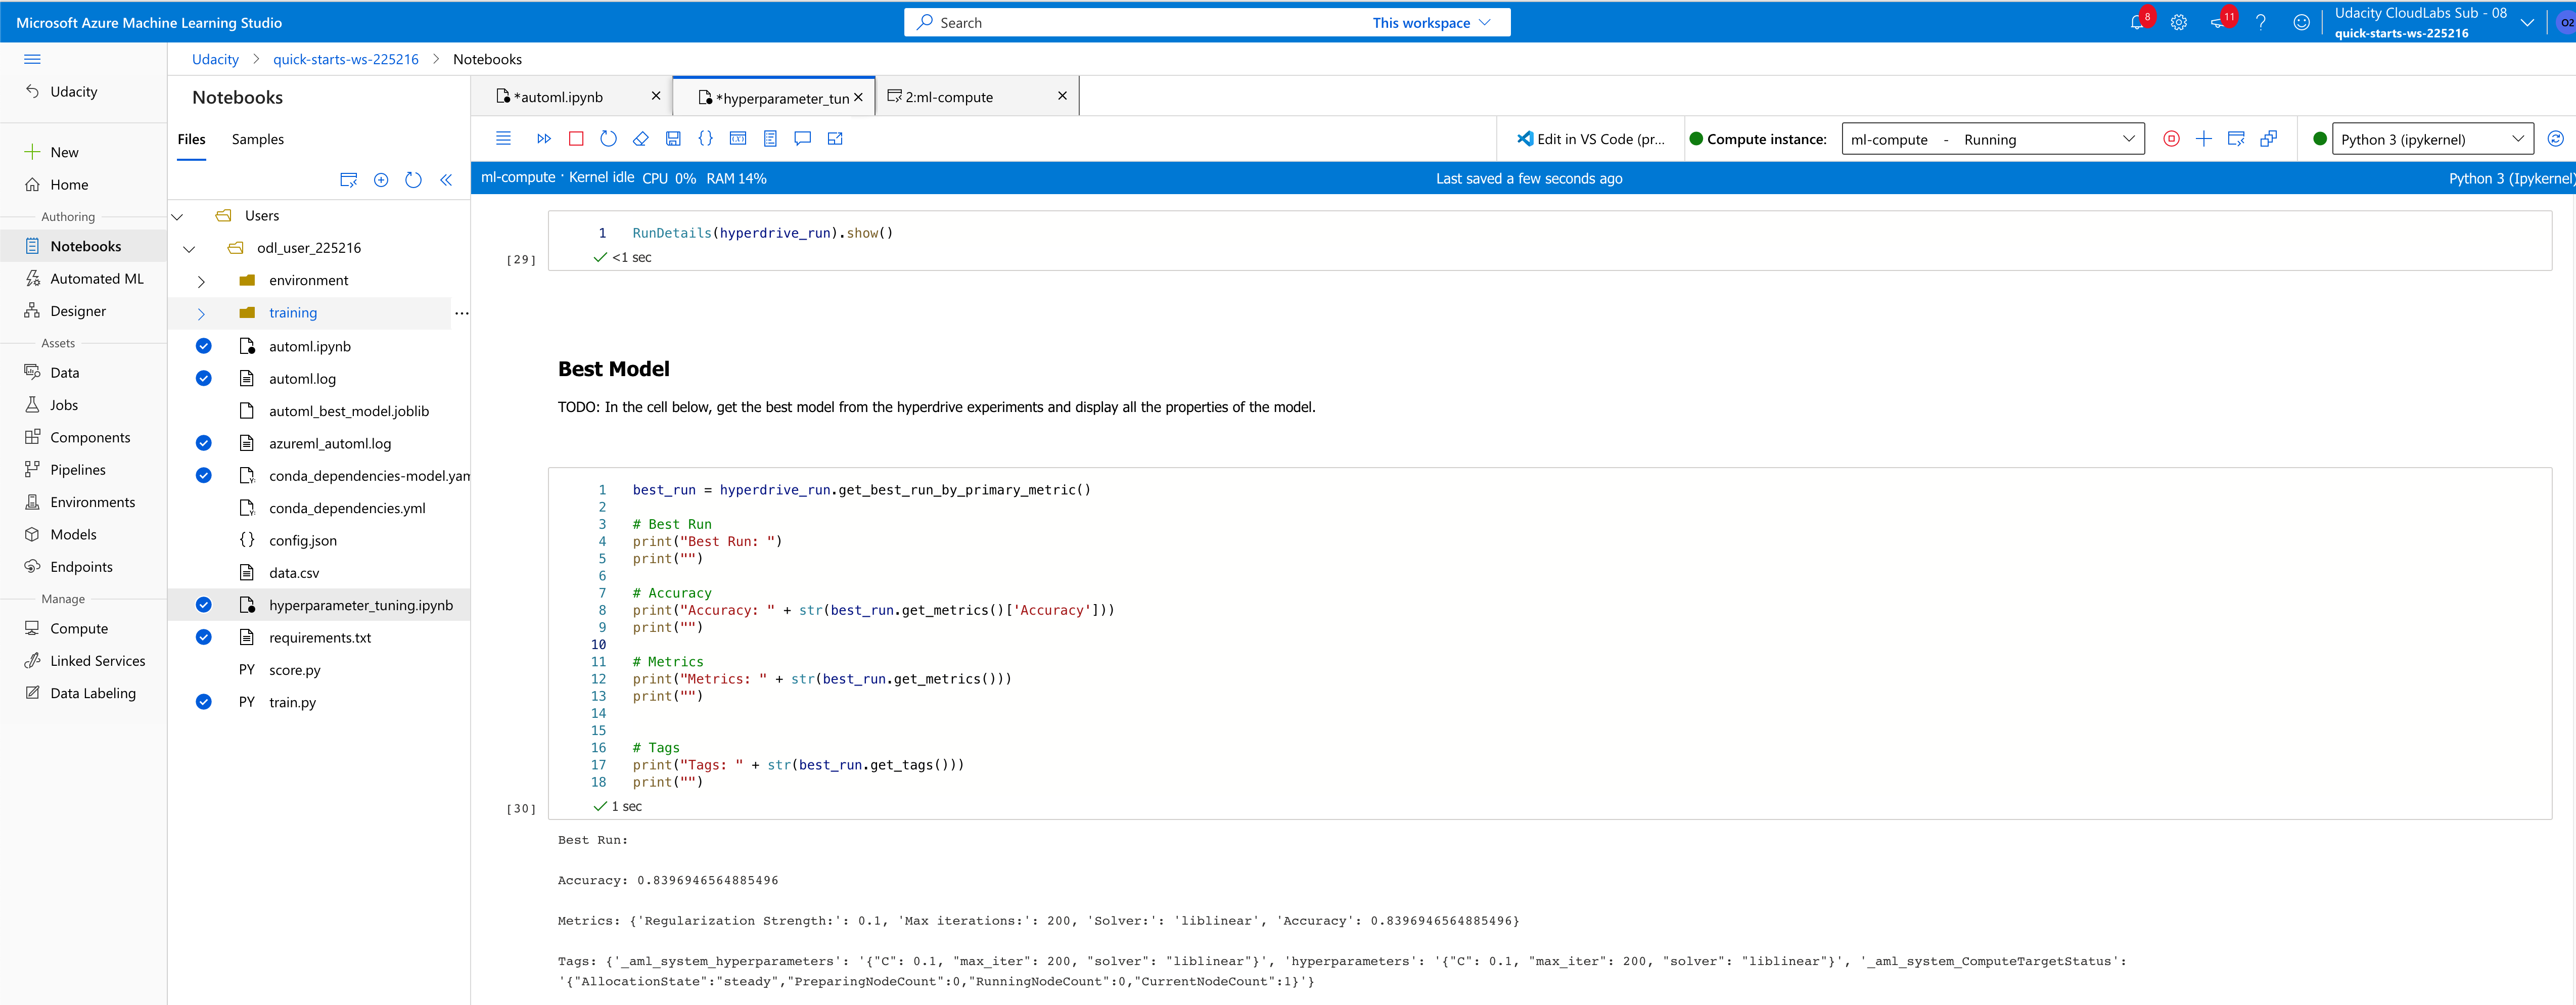 Microsoft Azure Machine Learning Studio
Search
This workspace
8
11
Udacity CloudLabs Sub - 08
quick-starts-ws-225216
O2
Udacity > quick-starts-ws-225216 > Notebooks
Udacity
New
Home
Authoring
Notebooks
Automated ML
Designer
Assets
Data
Jobs
Components
Pipelines
Environments
Models
Endpoints
Manage
Compute
Linked Services
Data Labeling
Notebooks
Files Samples
Users
odl_user_225216
environment
training
automl.ipynb
automl.log
automl_best_model.joblib
azureml_automl.log
conda_dependencies-model.yam
conda_dependencies.yml
{} config.json
data.csv
hyperparameter_tuning.ipynb
requirements.txt
PY score.py
PY train.py
*automl.ipynb
*hyperparameter_tun
2:ml-compute
Edit in VS Code (pr...
Compute instance:
ml-compute - Running
Python 3 (ipykernel)
ml-compute · Kernel idle CPU 0% RAM 14%
Last saved a few seconds ago
Python 3 (Ipykernel)
1 RunDetails(hyperdrive_run).show()
[29] <1 sec
Best Model
TODO: In the cell below, get the best model from the hyperdrive experiments and display all the properties of the model.
1 best_run = hyperdrive_run.get_best_run_by_primary_metric()
2
3 # Best Run
4 print("Best Run: ")
5 print("")
6
7 # Accuracy
8 print("Accuracy: " + str(best_run.get_metrics()['Accuracy']))
9 print("")
10
11 # Metrics
12 print("Metrics: " + str(best_run.get_metrics()))
13 print("")
14
15
16 # Tags
17 print("Tags: " + str(best_run.get_tags()))
18 print("")
[30] 1 sec
Best Run:
Accuracy: 0.8396946564885496
Metrics: {'Regularization Strength:': 0.1, 'Max iterations:': 200, 'Solver:': 'liblinear', 'Accuracy': 0.8396946564885496}
Tags: {'_aml_system_hyperparameters': '{"C": 0.1, "max_iter": 200, "solver": "liblinear"}', 'hyperparameters': '{"C": 0.1, "max_iter": 200, "solver": "liblinear"}', '_aml_system_ComputeTargetStatus':
'{"AllocationState":"steady","PreparingNodeCount":0,"RunningNodeCount":0,"CurrentNodeCount":1}'}